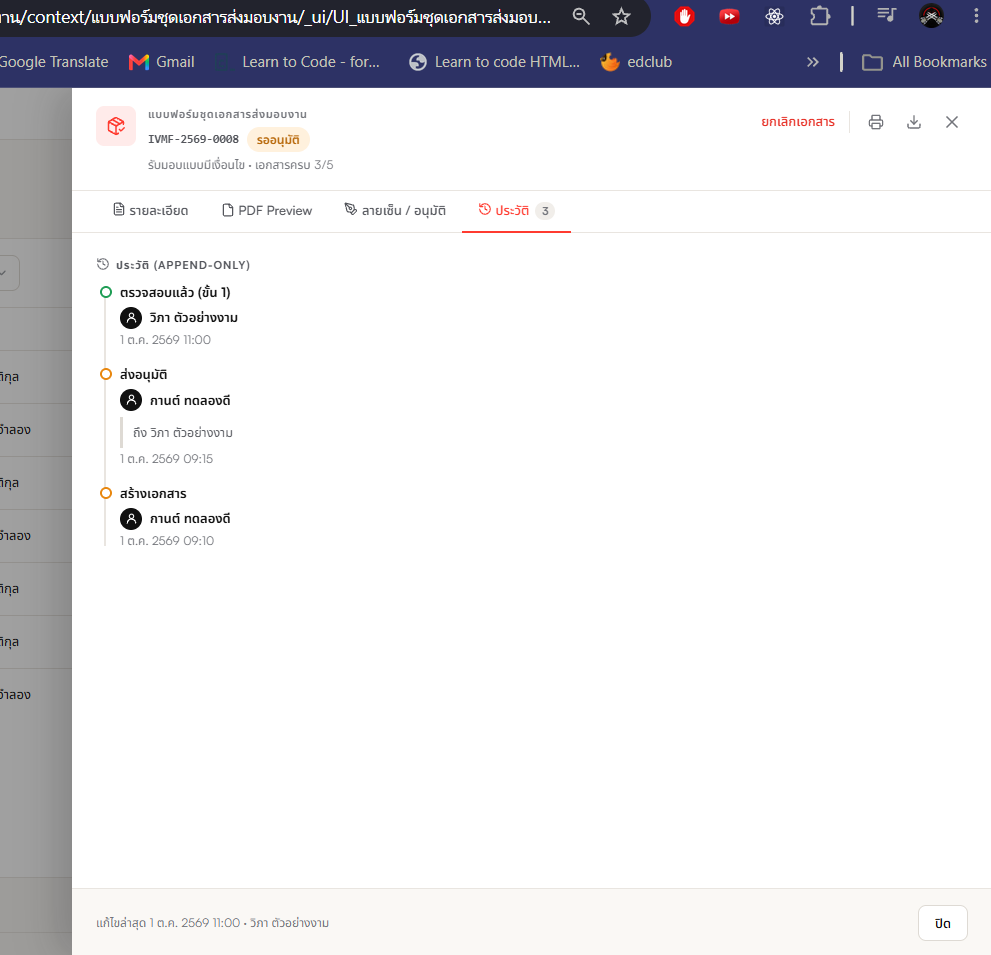 าน/context/แบบฟอร์มชุดเอกสารส่งมอบงาน/_ui/UI_แบบฟอร์มชุดเอกสารส่งมอบ...
Google Translate
Gmail
Learn to Code - for...
Learn to code HTML...
edclub
»
All Bookmarks
แบบฟอร์มชุดเอกสารส่งมอบงาน
IVMF-2569-0008 รออนุมัติ
รับมอบแบบมีเงื่อนไข • เอกสารครบ 3/5
ยกเลิกเอกสาร
รายละเอียด
PDF Preview
ลายเซ็น / อนุมัติ
ประวัติ 3
ประวัติ (APPEND-ONLY)
ตรวจสอบแล้ว (ขั้น 1)
วิภา ตัวอย่างงาม
1 ต.ค. 2569 11:00
ส่งอนุมัติ
กานต์ ทดลองดี
ถึง วิภา ตัวอย่างงาม
1 ต.ค. 2569 09:15
สร้างเอกสาร
กานต์ ทดลองดี
1 ต.ค. 2569 09:10
แก้ไขล่าสุด 1 ต.ค. 2569 11:00 • วิภา ตัวอย่างงาม
ปิด